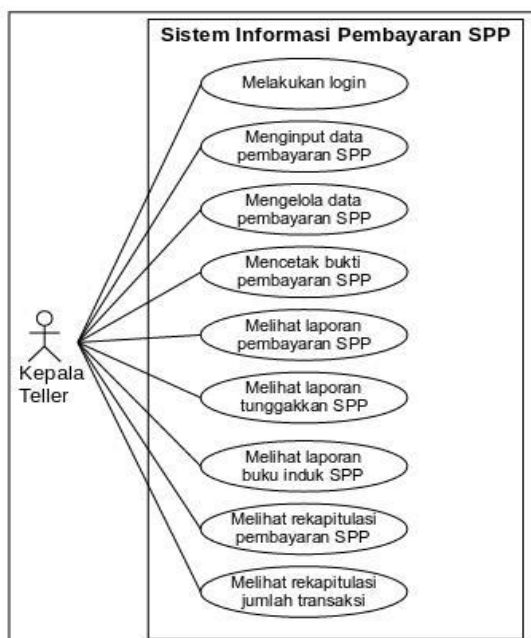 Sistem Informasi Pembayaran SPP
Melakukan login
Menginput data
pembayaran SPP
Mengelola data
pembayaran SPP
Mencetak bukti
pembayaran SPP
Melihat laporan
pembayaran SPP
Melihat laporan
tunggakkan SPP
Melihat laporan
buku induk SPP
Melihat rekapitulasi
pembayaran SPP
Melihat rekapitulasi
jumlah transaksi
Kepala
Teller